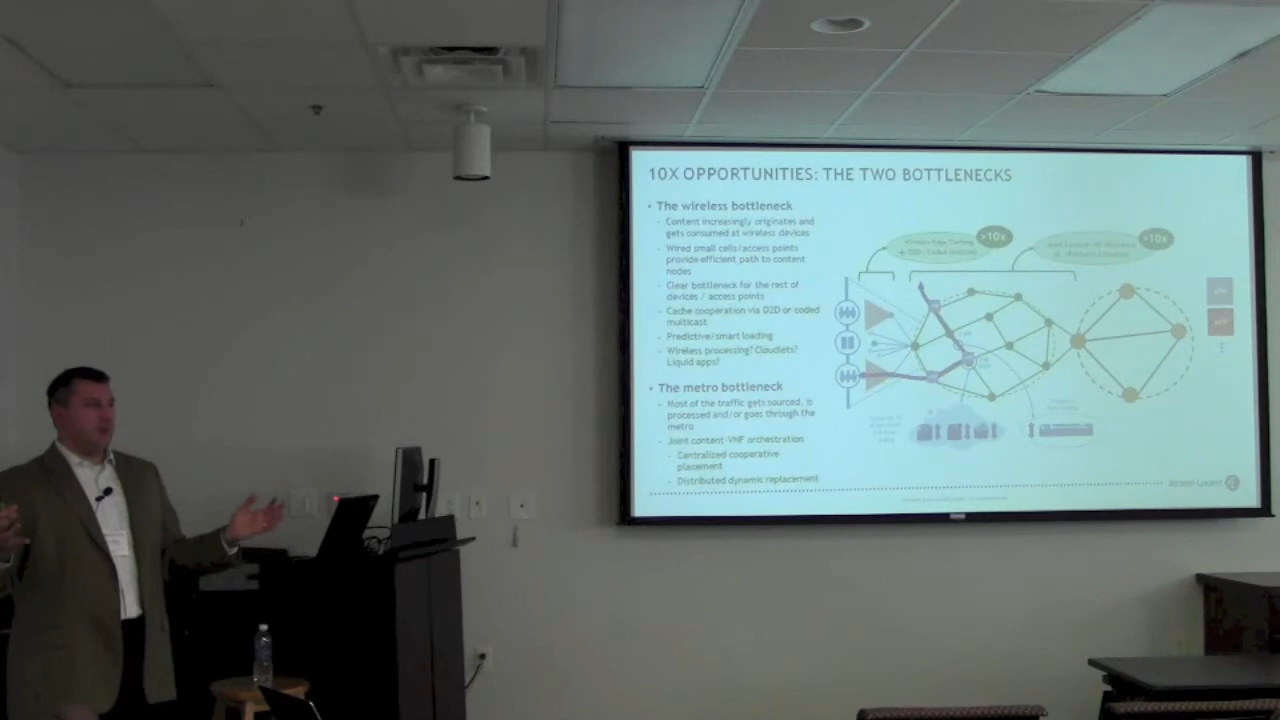 10X OPPORTUNITIES: THE TWO BOTTLENECKS
• The wireless bottleneck
- Content increasingly originates and
gets consumed at wireless devices
- Wired small cells/access points
provide efficient path to content
nodes
- Clear bottleneck for the rest of
devices / access points
- Cache cooperation via D2D or coded
multicast
- Predictive/smart loading
- Wireless processing? Cloudlets?
Liquid apps?
• The metro bottleneck
- Most of the traffic gets sourced, is
processed and/or goes through the
metro
- Joint content-VNF orchestration
- Centralized cooperative
placement
- Distributed dynamic replacement
Wireless Edge Caching
>10x
>10x
Alcatel-Lucent